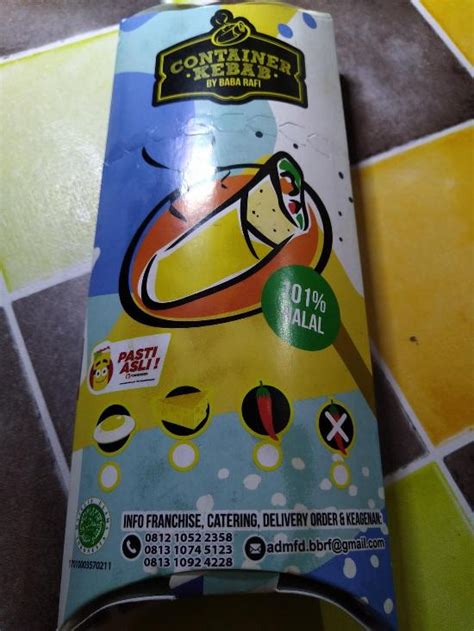 CONTAINER
KEBAB
BY BABA RAFI
101%
HALAL
PASTI
ASLI !
INFO FRANCHISE, CATERING, DELIVERY ORDER & KEAGENAN:
0812 1052 2358
0813 1074 5123
0813 1092 4228
admfd.bbrf@gmail.com